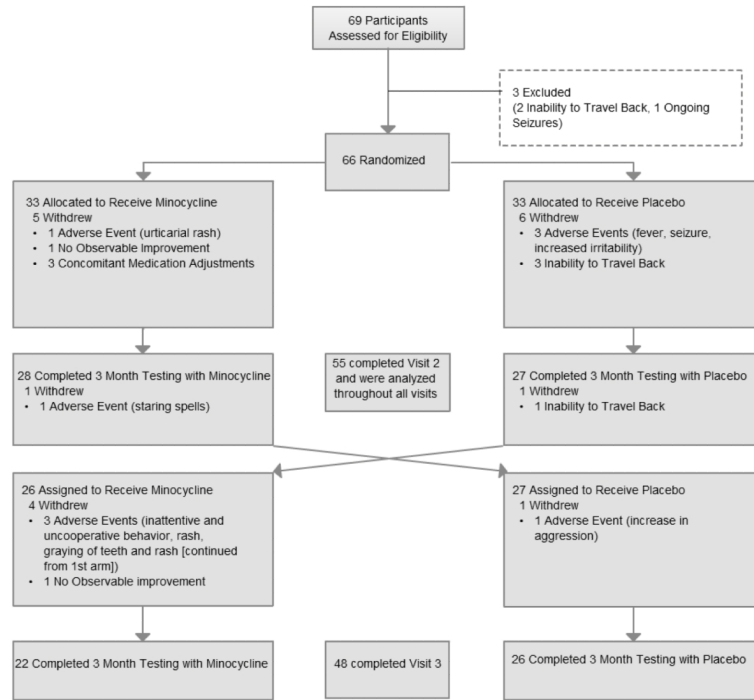 69 Participants
Assessed for Eligibility
3 Excluded
(2 Inability to Travel Back, 1 Ongoing
Seizures)
66 Randomized
33 Allocated to Receive Minocycline
5 Withdrew
• 1 Adverse Event (urticarial rash)
• 1 No Observable Improvement
• 3 Concomitant Medication Adjustments
33 Allocated to Receive Placebo
6 Withdrew
• 3 Adverse Events (fever, seizure,
increased irritability)
• 3 Inability to Travel Back
28 Completed 3 Month Testing with Minocycline
1 Withdrew
• 1 Adverse Event (staring spells)
55 completed Visit 2
and were analyzed
throughout all visits
27 Completed 3 Month Testing with Placebo
1 Withdrew
• 1 Inability to Travel Back
26 Assigned to Receive Minocycline
4 Withdrew
• 3 Adverse Events (inattentive and
uncooperative behavior, rash,
graying of teeth and rash [continued
from 1st arm])
• 1 No Observable improvement
27 Assigned to Receive Placebo
1 Withdrew
• 1 Adverse Event (increase in
aggression)
22 Completed 3 Month Testing with Minocycline
48 completed Visit 3
26 Completed 3 Month Testing with Placebo